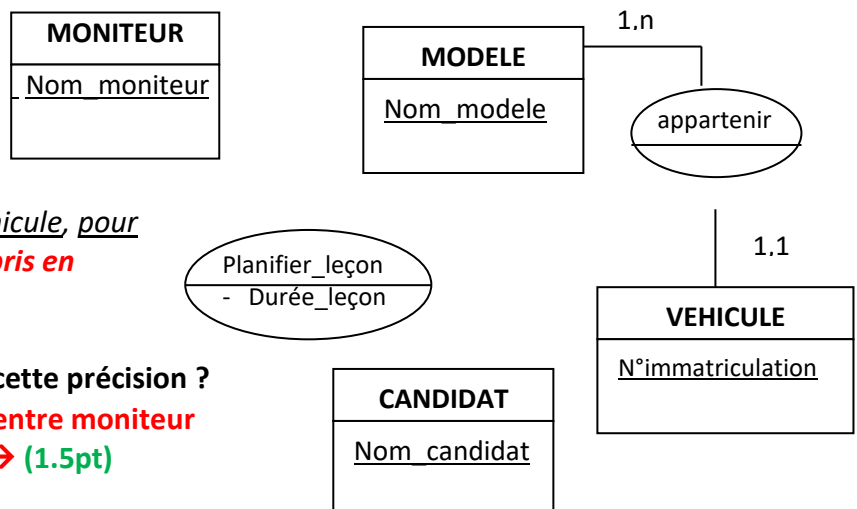 1,n
MONITEUR
Nom_moniteur
MODELE
Nom_modele
appartenir
icule, pour
pris en
Planifier_leçon
- Durée_leçon
1,1
VEHICULE
N°immatriculation
cette précision ?
entre moniteur
→ (1.5pt)
CANDIDAT
Nom_candidat